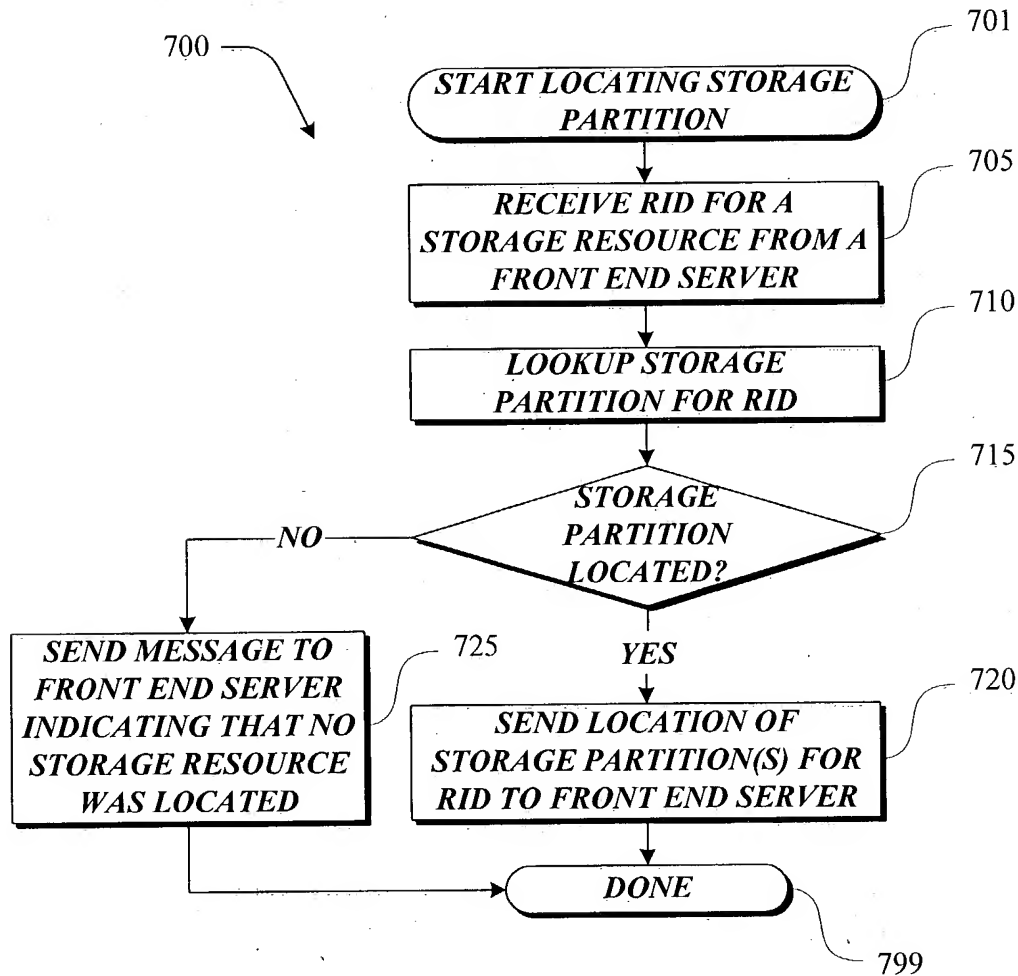 700
701
START LOCATING STORAGE
PARTITION
705
RECEIVE RID FOR A
STORAGE RESOURCE FROM A
FRONT END SERVER
710
LOOKUP STORAGE
PARTITION FOR RID
715
STORAGE
PARTITION
LOCATED?
NO
YES
725
SEND MESSAGE TO
FRONT END SERVER
INDICATING THAT NO
STORAGE RESOURCE
WAS LOCATED
720
SEND LOCATION OF
STORAGE PARTITION(S) FOR
RID TO FRONT END SERVER
DONE
799